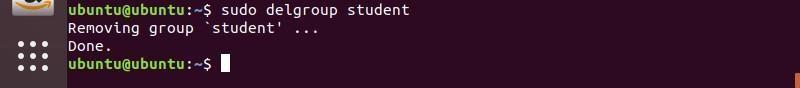 ubuntu@ubuntu:~$ sudo delgroup student
Removing group `student' ...
Done.
ubuntu@ubuntu:~$